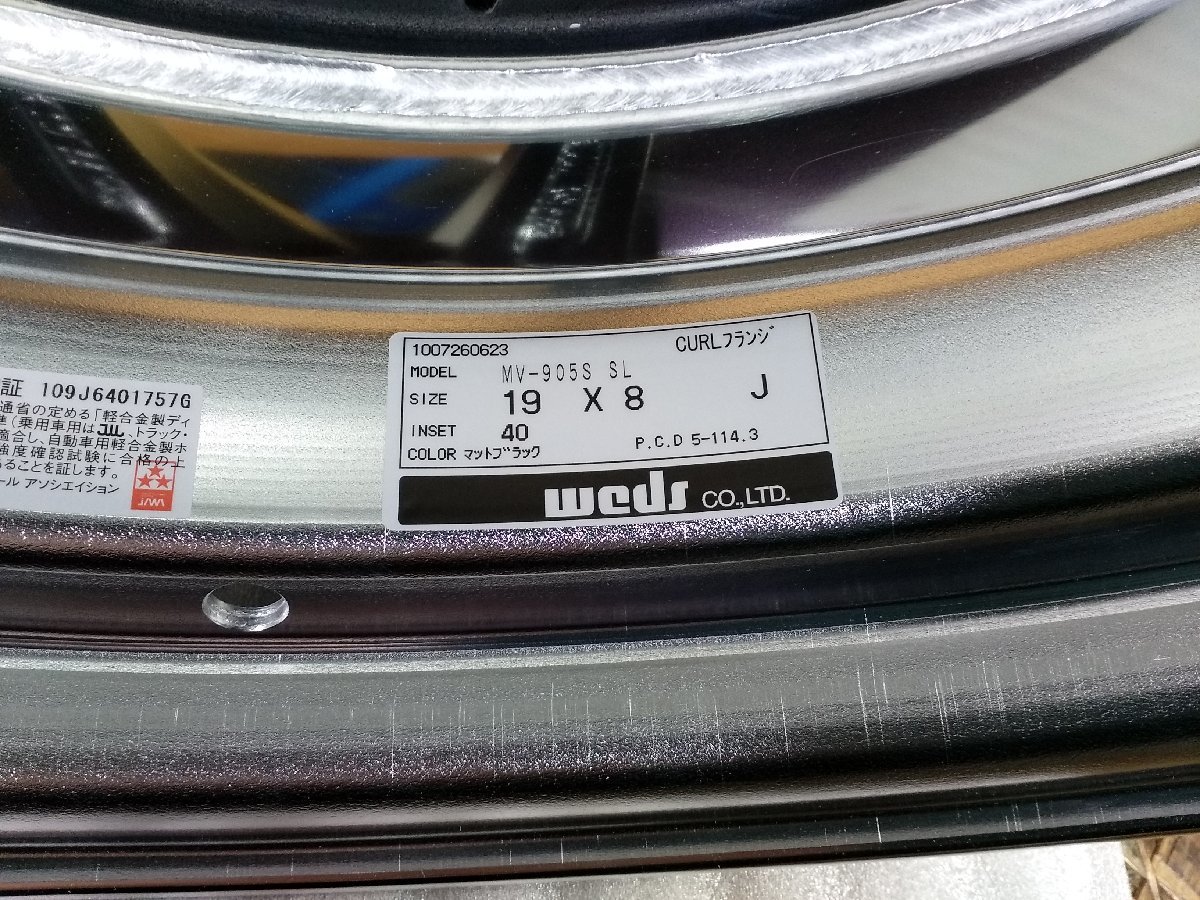 1007260623 CURLフランジ
MODEL MV-905S SL
SIZE 19 X 8 J
INSET 40 P.C.D 5-114.3
COLOR マットブラック
weds CO.,LTD.
証 109J6401757G
通省の定める「軽合金製ディ
(乗用車用はJWL、トラック・
適合し、自動車用軽合金製ホ
強度確認試験に合格の上
ることを証します。
ール アソシエイション